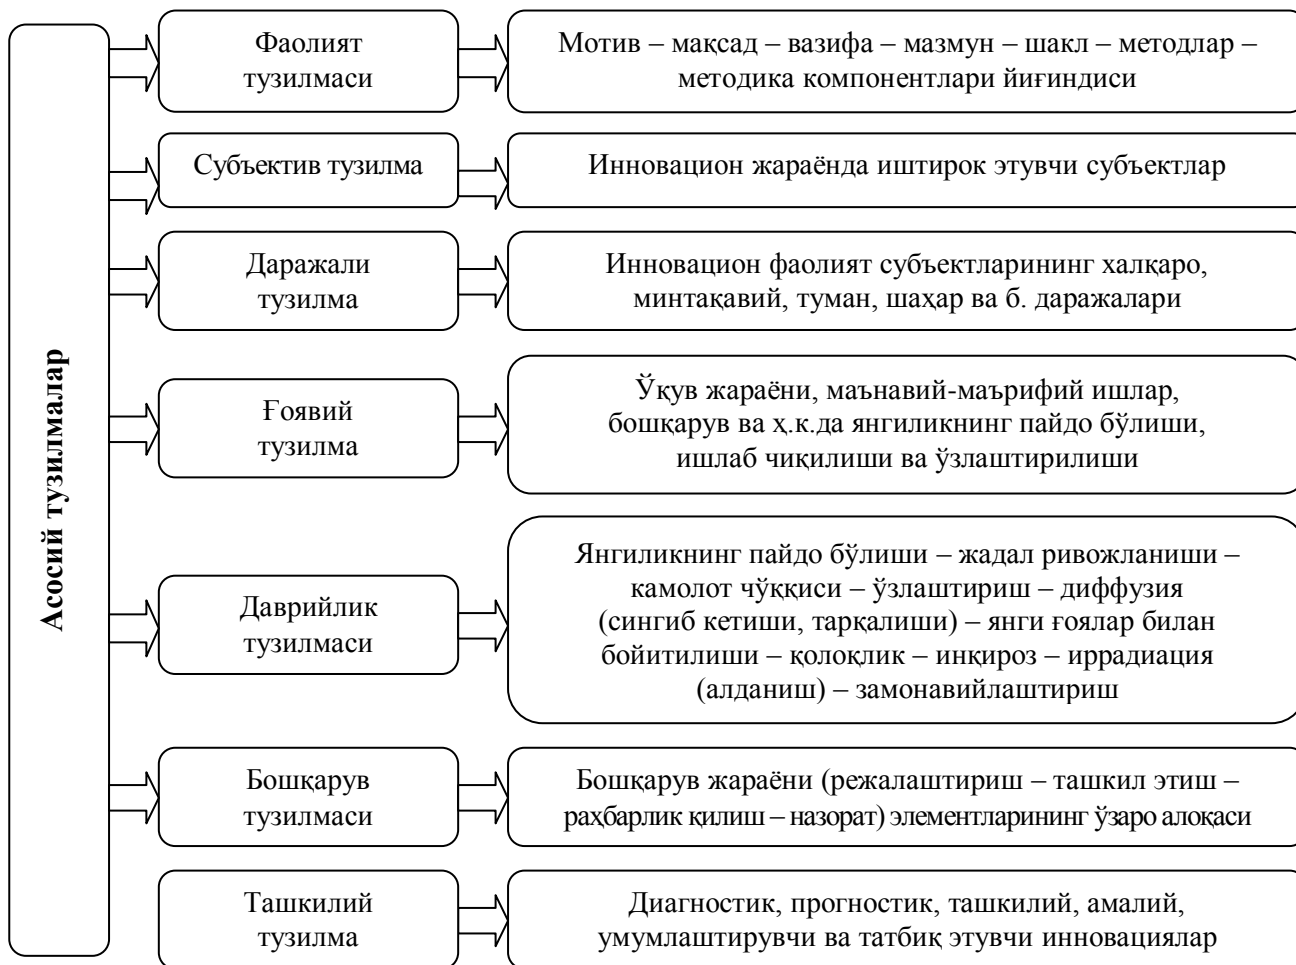 Асосий тузилмалар
Фаолият
тузилмаси
Мотив – мақсад – вазифа – мазмун – шакл – методлар –
методика компонентлари йиғиндиси
Субъектив тузилма
Инновацион жараёнда иштирок этувчи субъектлар
Даражали
тузилма
Инновацион фаолият субъектларининг халқаро,
минтақавий, туман, шаҳар ва б. даражалари
Ғоявий
тузилма
Ўқув жараёни, маънавий-маърифий ишлар,
бошқарув ва ҳ.к.да янгиликнинг пайдо бўлиши,
ишлаб чиқилиши ва ўзлаштирилиши
Даврийлик
тузилмаси
Янгиликнинг пайдо бўлиши – жадал ривожланиши –
камолот чўққиси – ўзлаштириш – диффузия
(сингиб кетиши, тарқалиши) – янги ғоялар билан
бойитилиши – қолоқлик – инқироз – иррадиация
(алданиш) – замонавийлаштириш
Бошқарув
тузилмаси
Бошқарув жараёни (режалаштириш – ташкил этиш –
раҳбарлик қилиш – назорат) элементларининг ўзаро алоқаси
Ташкилий
тузилма
Диагностик, прогностик, ташкилий, амалий,
умумлаштирувчи ва татбиқ этувчи инновациялар